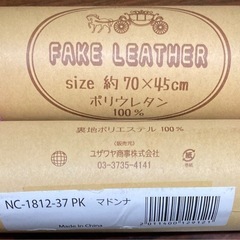 FAKE LEATHER
size 約70×45cm
ポリウレタン
100%
裏地ポリエステル100%
(販売元)
ユザワヤ商事株式会社
03-3735-4141
NC-1812-37 PK マドンナ
Made in China